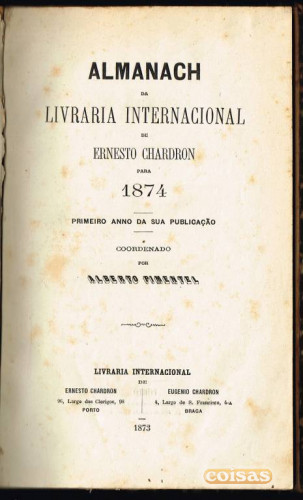 ALMANACH
DA
LIVRARIA INTERNACIONAL
DE
ERNESTO CHARDRON
PARA
1874
PRIMEIRO ANNO DA SUA PUBLICAÇÃO
COORDENADO
POR
ALBERTO PIMENTEL
LIVRARIA INTERNACIONAL
DE
ERNESTO CHARDRON
96, Largo dos Clerigos, 98
PORTO
EUGENIO CHARDRON
4, Largo de S. Francisco, 4-A
BRAGA
1873
coisas